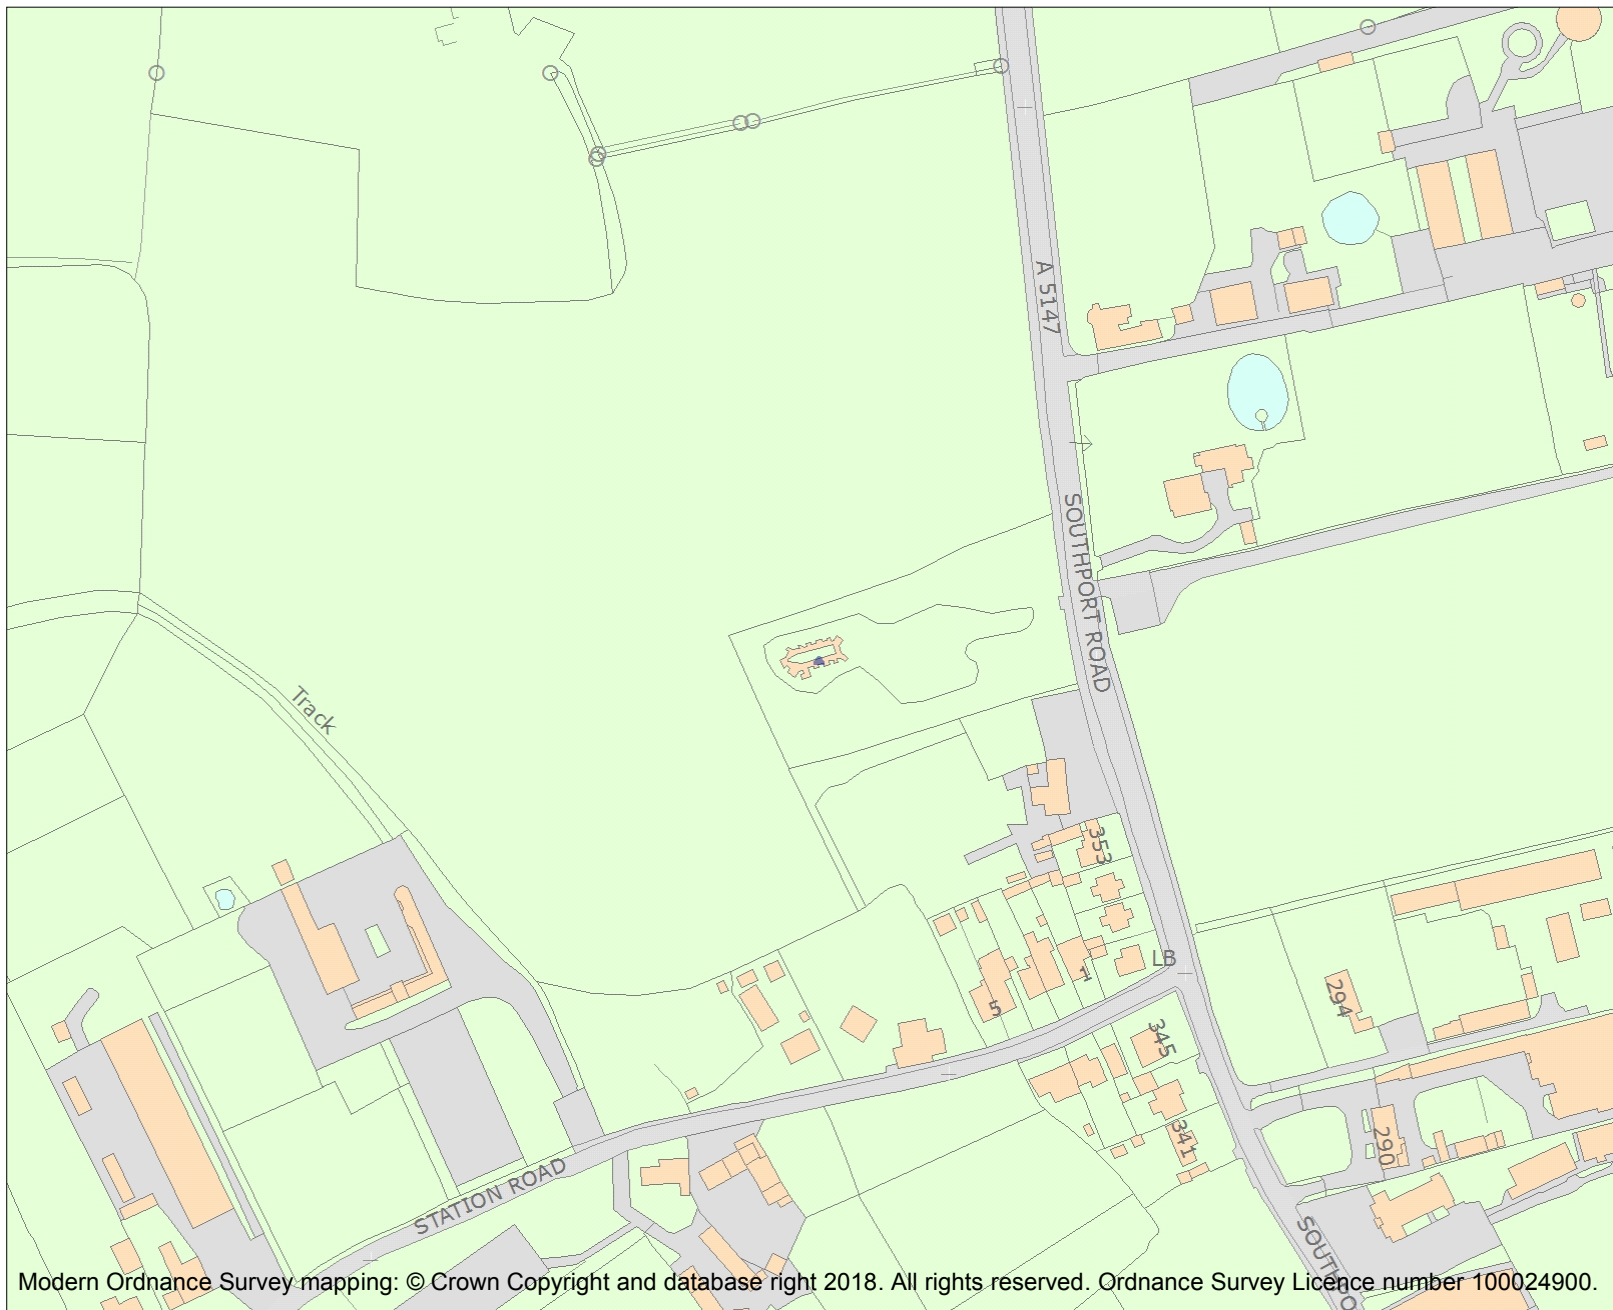 A 5147
SOUTHPORT ROAD
Track
353
LB
1
5
294
345
341
290
STATION ROAD
SOUTHPO
Modern Ordnance Survey mapping: © Crown Copyright and database right 2018. All rights reserved. Ordnance Survey Licence number 100024900.